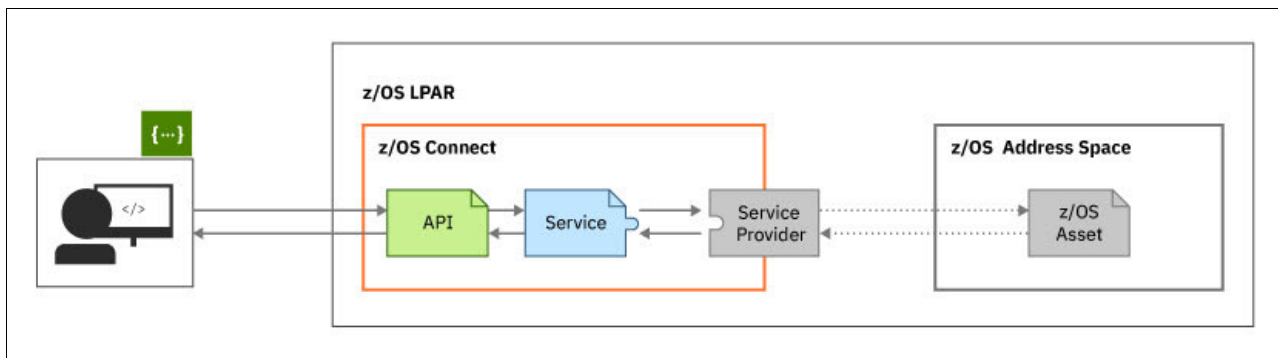 z/OS LPAR
{...}
z/OS Connect
z/OS Address Space
</>
API
Service
Service
Provider
z/OS
Asset